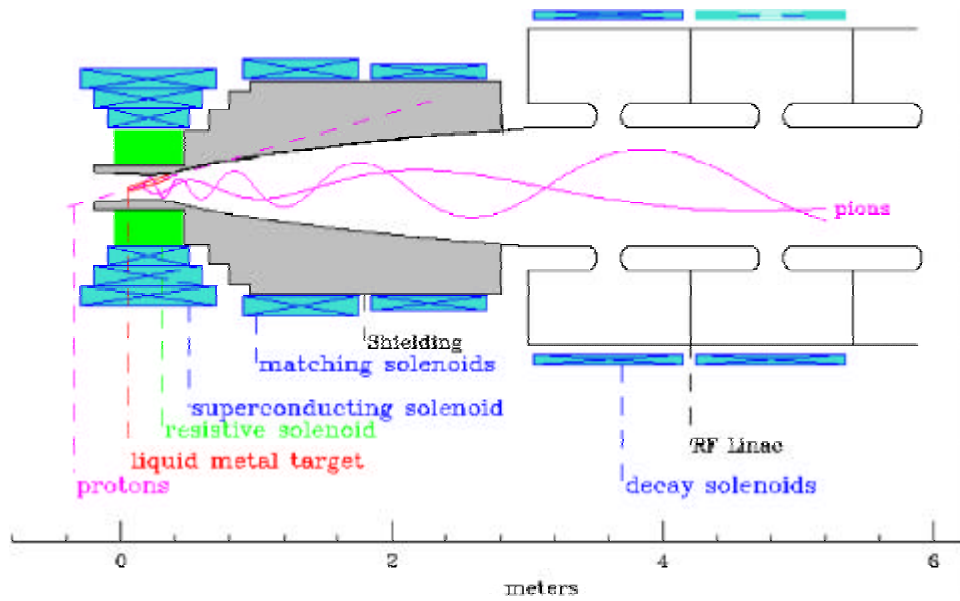 pions
Shielding
matching solenoids
superconducting solenoid
resistive solenoid
RF Linac
liquid metal target
protons
decay solenoids
0 2 4 6
meters